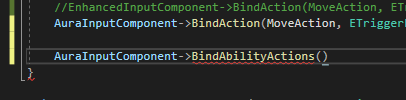 //EnhancedInputComponent->BindAction(MoveAction, ET
AuraInputComponent->BindAction(MoveAction, ETrigger
AuraInputComponent->BindAbilityActions()
}